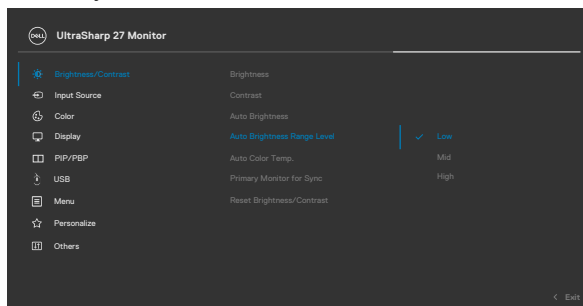 DELL
UltraSharp 27 Monitor
Brightness/Contrast
Input Source
Color
Display
PIP/PBP
USB
Menu
Personalize
Others
Brightness
Contrast
Auto Brightness
Auto Brightness Range Level
Auto Color Temp.
Primary Monitor for Sync
Reset Brightness/Contrast
Low
Mid
High
Exit